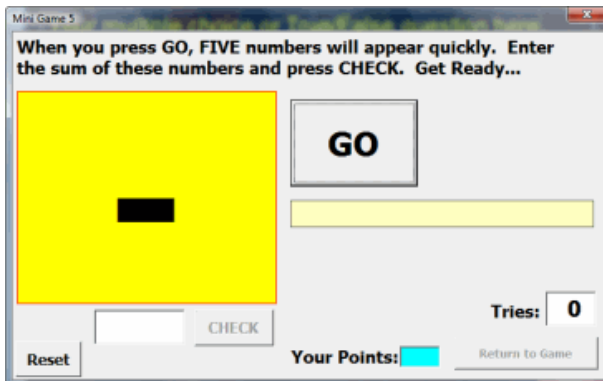 Mini Game 5
When you press GO, FIVE numbers will appear quickly. Enter
the sum of these numbers and press CHECK. Get Ready...
GO
Tries: 0
CHECK
Reset
Your Points:
Return to Game